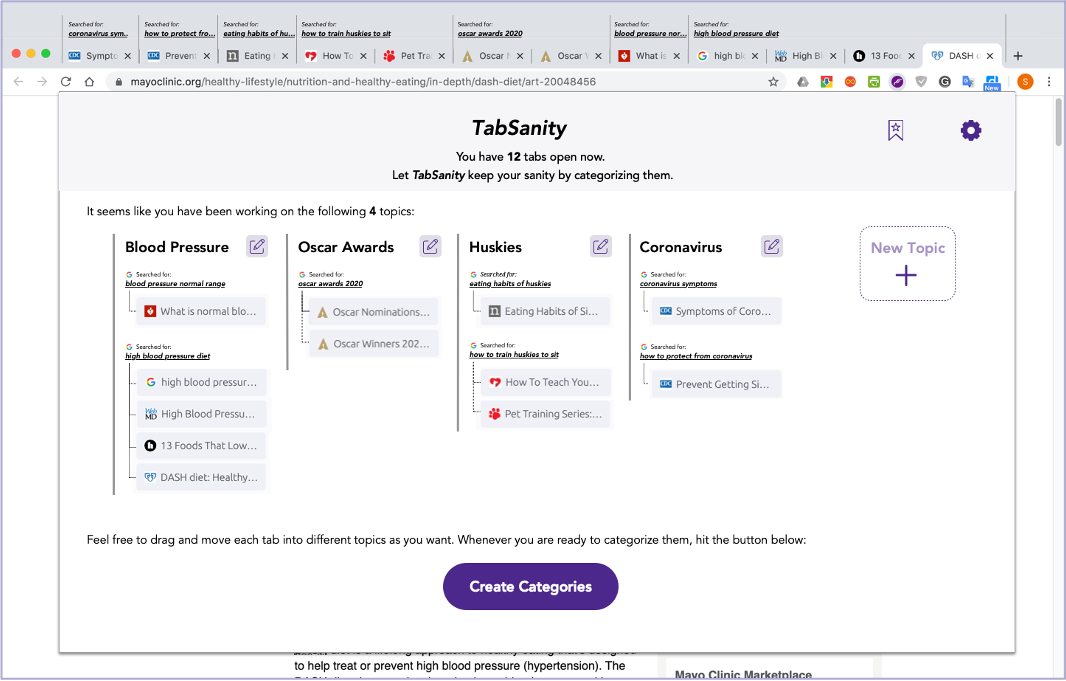 Searched for: Searched for: Searched for: Searched for: Searched for: Searched for: Searched for:
coronavirus sym.. how to protect fro... eating habits of hu... how to train huskies to sit oscar awards 2020 blood pressure nor... high blood pressure diet
Sympto Preven Eating How To Pet Trai Oscar Oscar What is high bl High Bl 13 Foo DASH
mayoclinic.org/healthy-lifestyle/nutrition-and-healthy-eating/in-depth/dash-diet/art-20048456
S
New
TabSanity
You have 12 tabs open now.
Let TabSanity keep your sanity by categorizing them.
It seems like you have been working on the following 4 topics:
Blood Pressure
Searched for:
blood pressure normal range
What is normal blo...
Searched for:
high blood pressure diet
high blood pressur...
High Blood Pressu...
13 Foods That Low...
DASH diet: Healthy...
Oscar Awards
Searched for:
oscar awards 2020
Oscar Nominations...
Oscar Winners 202...
Huskies
Searched for:
eating habits of huskies
Eating Habits of Si...
Searched for:
how to train huskies to sit
How To Teach You...
Pet Training Series:...
Coronavirus
Searched for:
coronavirus symptoms
Symptoms of Coro...
Searched for:
how to protect from coronavirus
Prevent Getting Si...
New Topic
Feel free to drag and move each tab into different topics as you want. Whenever you are ready to categorize them, hit the button below:
Create Categories
to help treat or prevent high blood pressure (hypertension). The
Mayo Clinic Marketplace